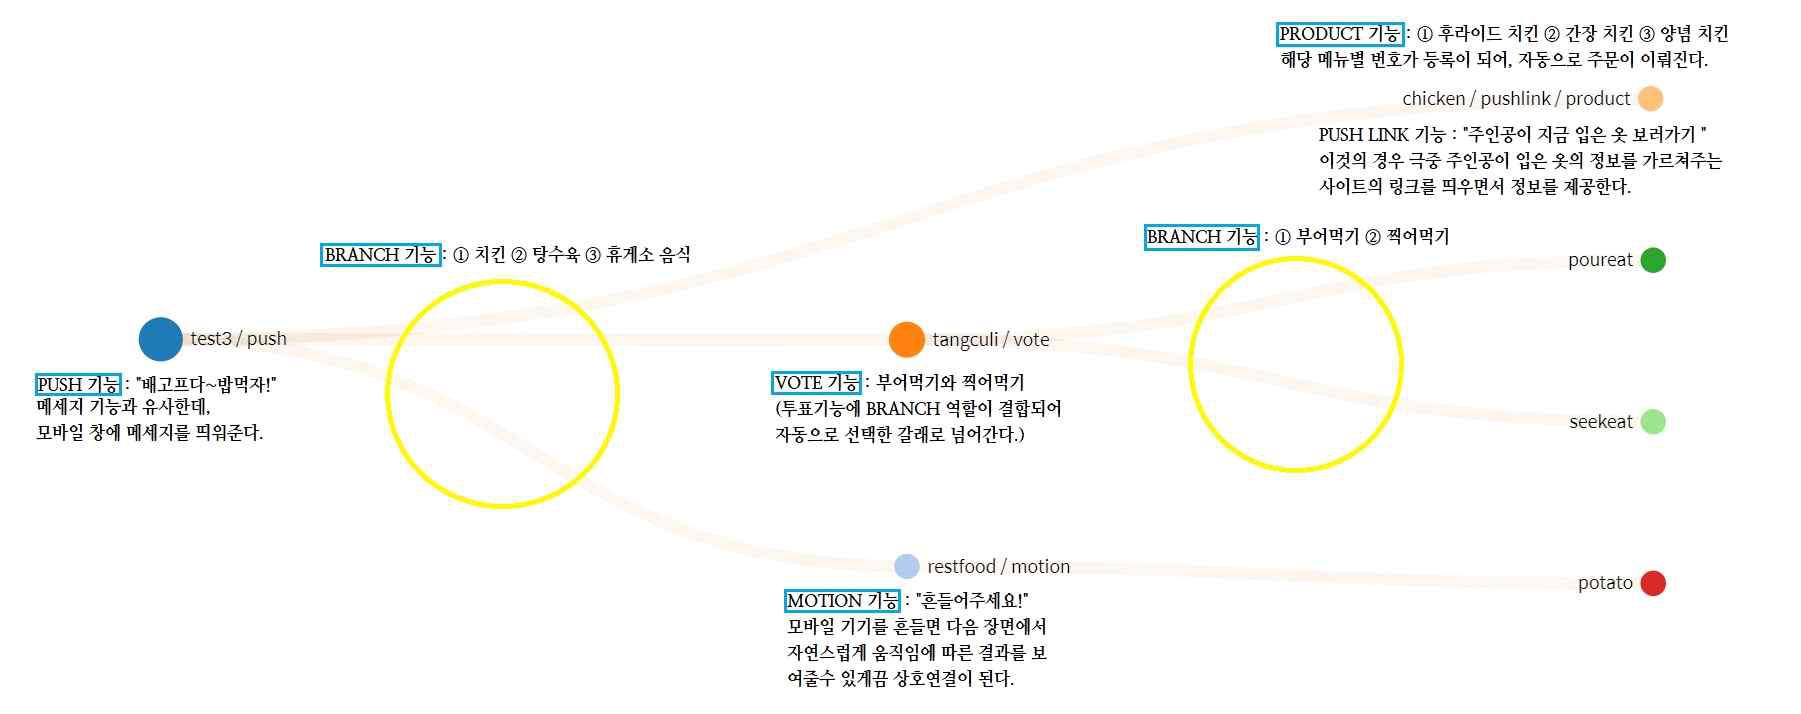 PRODUCT 기능 : ① 후라이드 치킨 ② 간장 치킨 ③ 양념 치킨
해당 메뉴별 번호가 등록이 되어, 자동으로 주문이 이뤄진다.
chicken / pushlink / product
PUSH LINK 기능 : "주인공이 지금 입은 옷 보러가기 "
이것의 경우 극중 주인공이 입은 옷의 정보를 가르쳐주는
사이트의 링크를 띄우면서 정보를 제공한다.
BRANCH 기능 : ① 치킨 ② 탕수육 ③ 휴게소 음식
BRANCH 기능 : ① 부어먹기 ② 찍어먹기
poureat
test3 / push
PUSH 기능 : "배고프다~밥먹자!"
메세지 기능과 유사한데,
모바일 창에 메세지를 띄워준다.
tangculi / vote
VOTE 기능 : 부어먹기와 찍어먹기
(투표기능에 BRANCH 역할이 결합되어
자동으로 선택한 갈래로 넘어간다.)
seekeat
restfood / motion
MOTION 기능 : "흔들어주세요!"
모바일 기기를 흔들면 다음 장면에서
자연스럽게 움직임에 따른 결과를 보
여줄수 있게끔 상호연결이 된다.
potato